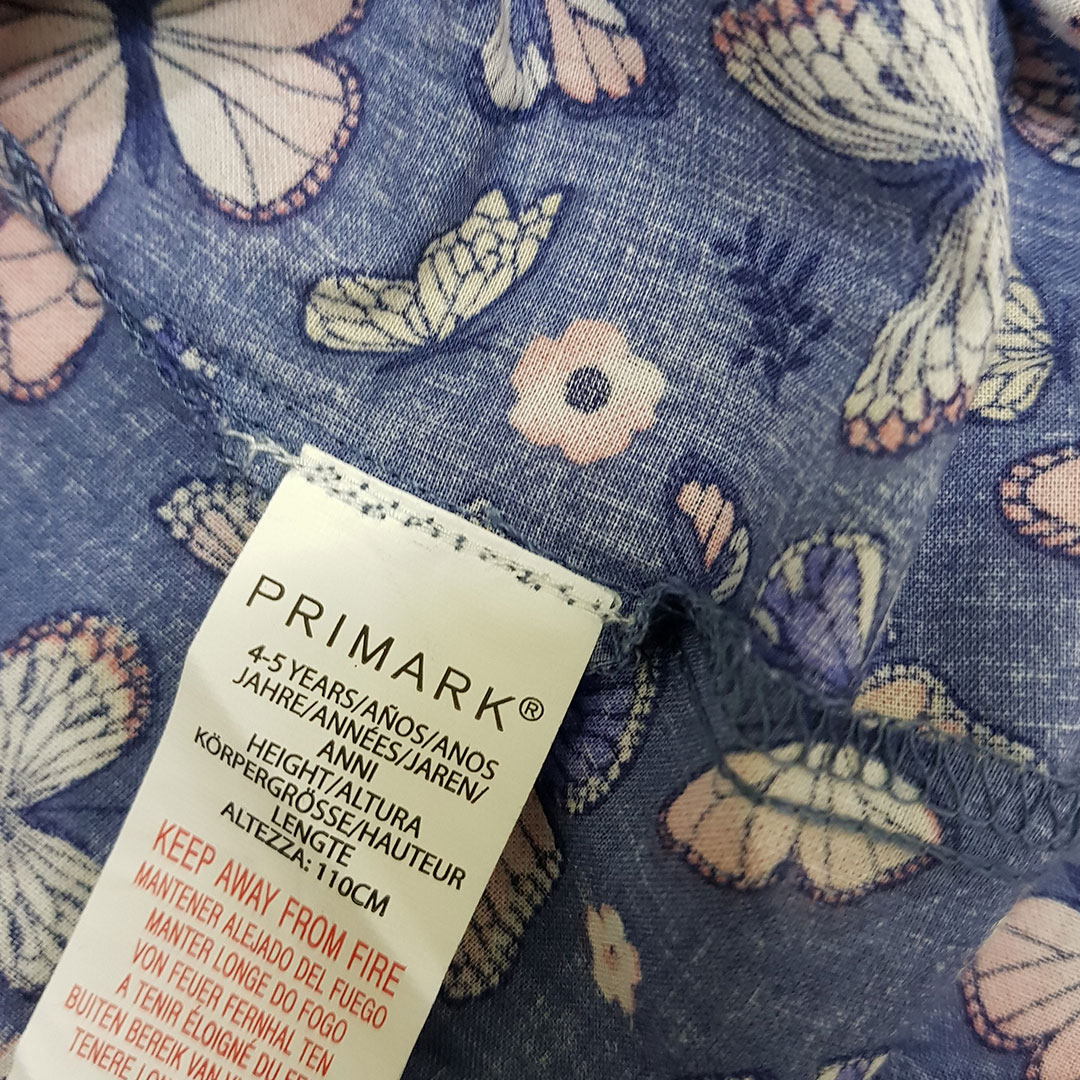 PRIMARK®
4-5 YEARS/AÑOS/ANOS
JAHRE/ANNÉES/JAREN/
ANNI
HEIGHT/ALTURA
KÖRPERGRÖSSE/HAUTEUR
LENGTE
ALTEZZA: 110CM
KEEP AWAY FROM FIRE
MANTENER ALEJADO DEL FUEGO
MANTER LONGE DO FOGO
VON FEUER FERNHAL TEN
A TENIR ÉLOIGNÉ DU
BUITEN BEREIK VAN
TENERE